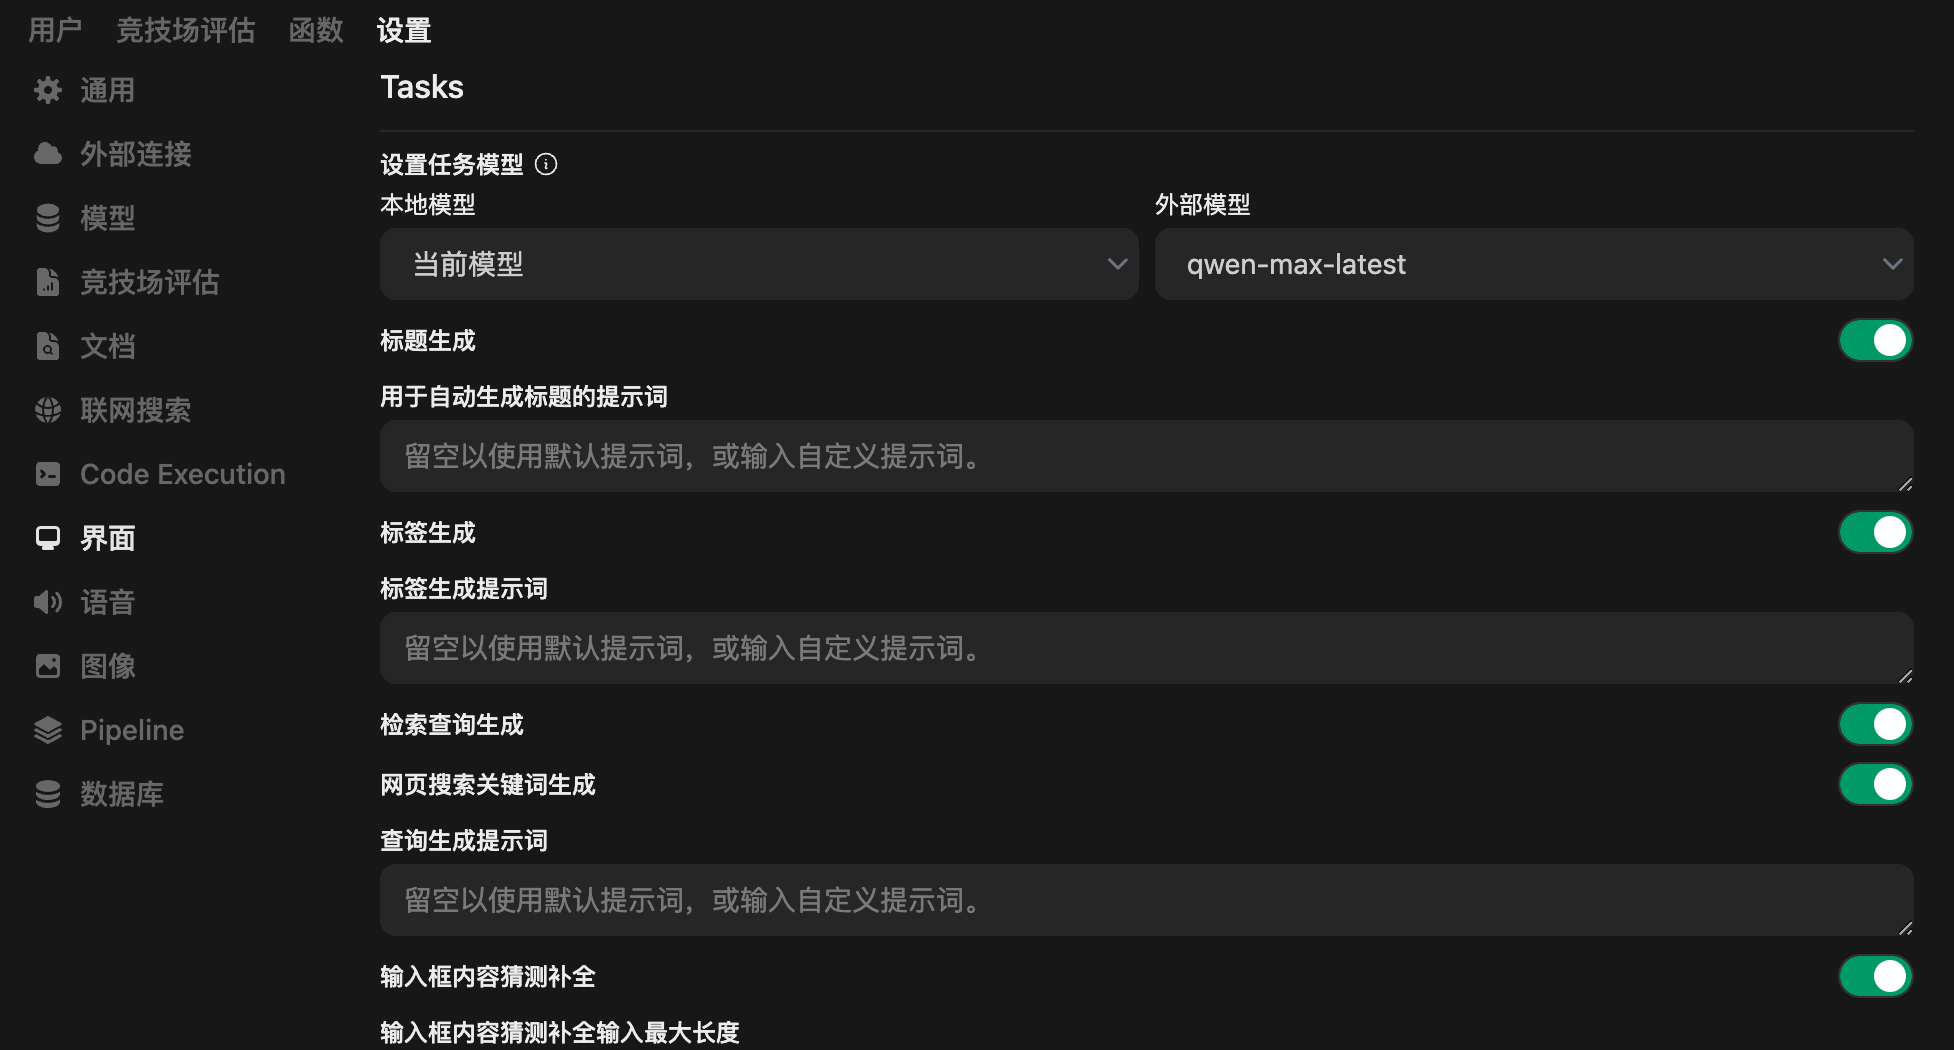 用户 竞技场评估 函数 设置
通用
外部连接
模型
竞技场评估
文档
联网搜索
Code Execution
界面
语音
图像
Pipeline
数据库
Tasks
设置任务模型
本地模型
当前模型
外部模型
qwen-max-latest
标题生成
用于自动生成标题的提示词
留空以使用默认提示词，或输入自定义提示词。
标签生成
标签生成提示词
留空以使用默认提示词，或输入自定义提示词。
检索查询生成
网页搜索关键词生成
查询生成提示词
留空以使用默认提示词，或输入自定义提示词。
输入框内容猜测补全
输入框内容猜测补全输入最大长度